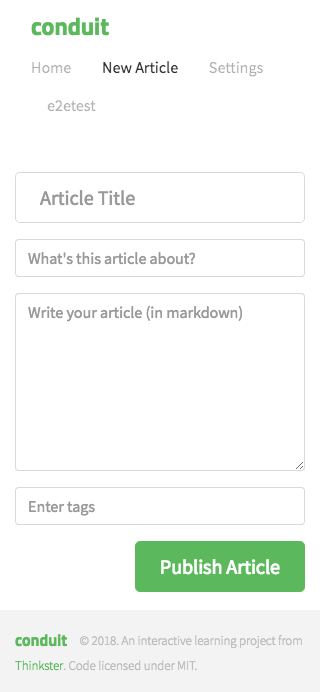 conduit
Home New Article Settings
e2etest
Article Title
What's this article about?
Write your article (in markdown)
Enter tags
Publish Article
conduit © 2018. An interactive learning project from
Thinkster. Code licensed under MIT.